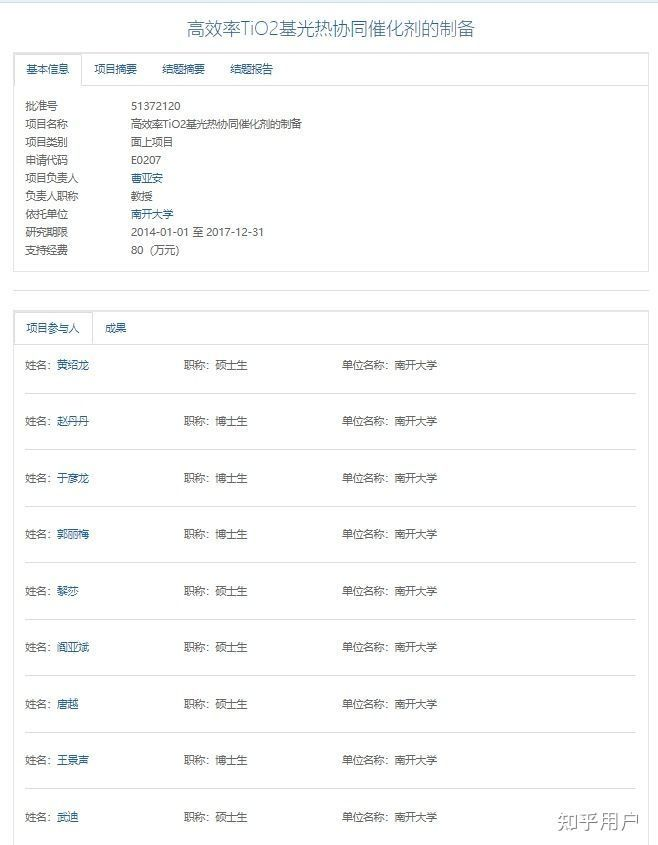 高效率TiO2基光热协同催化剂的制备
基本信息 项目摘要 结题摘要 结题报告
批准号 51372120
项目名称 高效率TiO2基光热协同催化剂的制备
项目类别 面上项目
申请代码 E0207
项目负责人 曹亚安
负责人职称 教授
依托单位 南开大学
研究期限 2014-01-01 至 2017-12-31
支持经费 80 (万元)
项目参与人 成果
姓名：黄绍龙 职称：硕士生 单位名称：南开大学
姓名：赵丹丹 职称：博士生 单位名称：南开大学
姓名：于彦龙 职称：博士生 单位名称：南开大学
姓名：郭丽梅 职称：博士生 单位名称：南开大学
姓名：黎莎 职称：硕士生 单位名称：南开大学
姓名：阎亚斌 职称：硕士生 单位名称：南开大学
姓名：唐越 职称：硕士生 单位名称：南开大学
姓名：王景声 职称：博士生 单位名称：南开大学
姓名：武迪 职称：硕士生 单位名称：南开大学
知乎用户